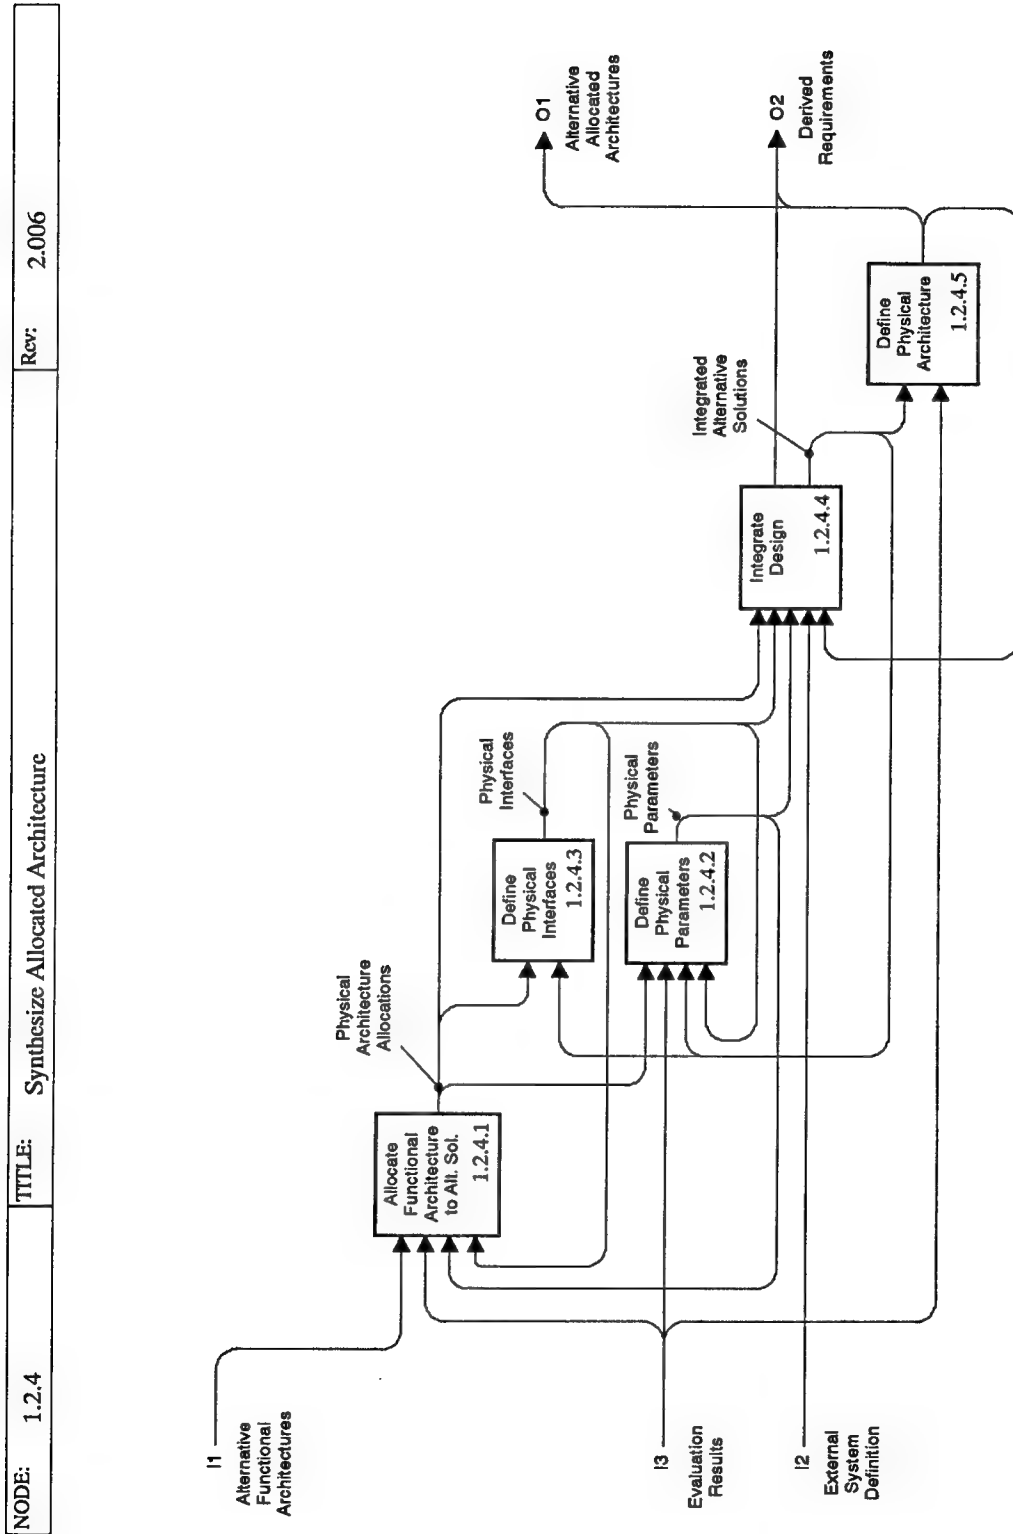 NODE: 1.2.4
TITLE: Synthesize Allocated Architecture
Rev: 2.006
I1
Alternative
Functional
Architectures
I3
Evaluation
Results
I2
External
System
Definition
Allocate
Functional
Architecture
to Alt. Sol.
1.2.4.1
Physical
Architecture
Allocations
Define
Physical
Interfaces
1.2.4.3
Physical
Interfaces
Define
Physical
Parameters
1.2.4.2
Physical
Parameters
Integrate
Design
1.2.4.4
Integrated
Alternative
Solutions
Define
Physical
Architecture
1.2.4.5
O1
Alternative
Allocated
Architectures
O2
Derived
Requirements